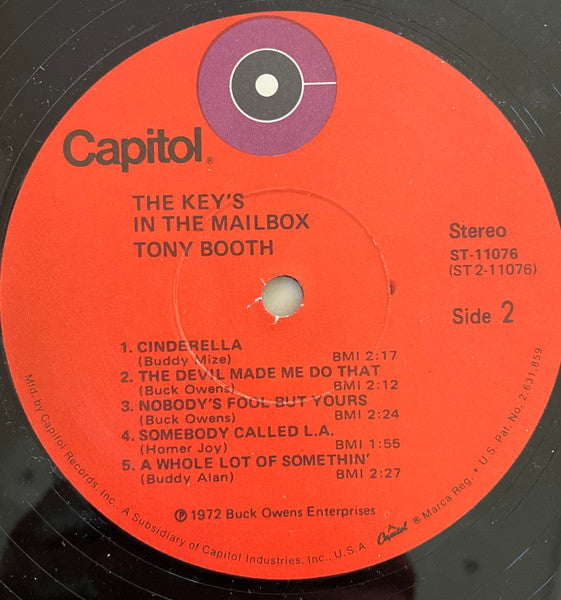 Capitol®
THE KEY'S
IN THE MAILBOX
TONY BOOTH
Stereo
ST-11076
(ST 2-11076)
Side 2
1. CINDERELLA
(Buddy Mize) BMI 2:17
2. THE DEVIL MADE ME DO THAT
(Buck Owens) BMI 2:12
3. NOBODY'S FOOL BUT YOURS
(Buck Owens) BMI 2:24
4. SOMEBODY CALLED L.A.
(Homer Joy) BMI 1:55
5. A WHOLE LOT OF SOMETHIN'
(Buddy Alan) BMI 2:27
℗ 1972 Buck Owens Enterprises
Mfd. by Capitol Records, Inc., A Subsidiary of Capitol Industries, Inc., U.S.A. Capitol ® Marca Reg. • U.S. Pat. No. 2,631,859